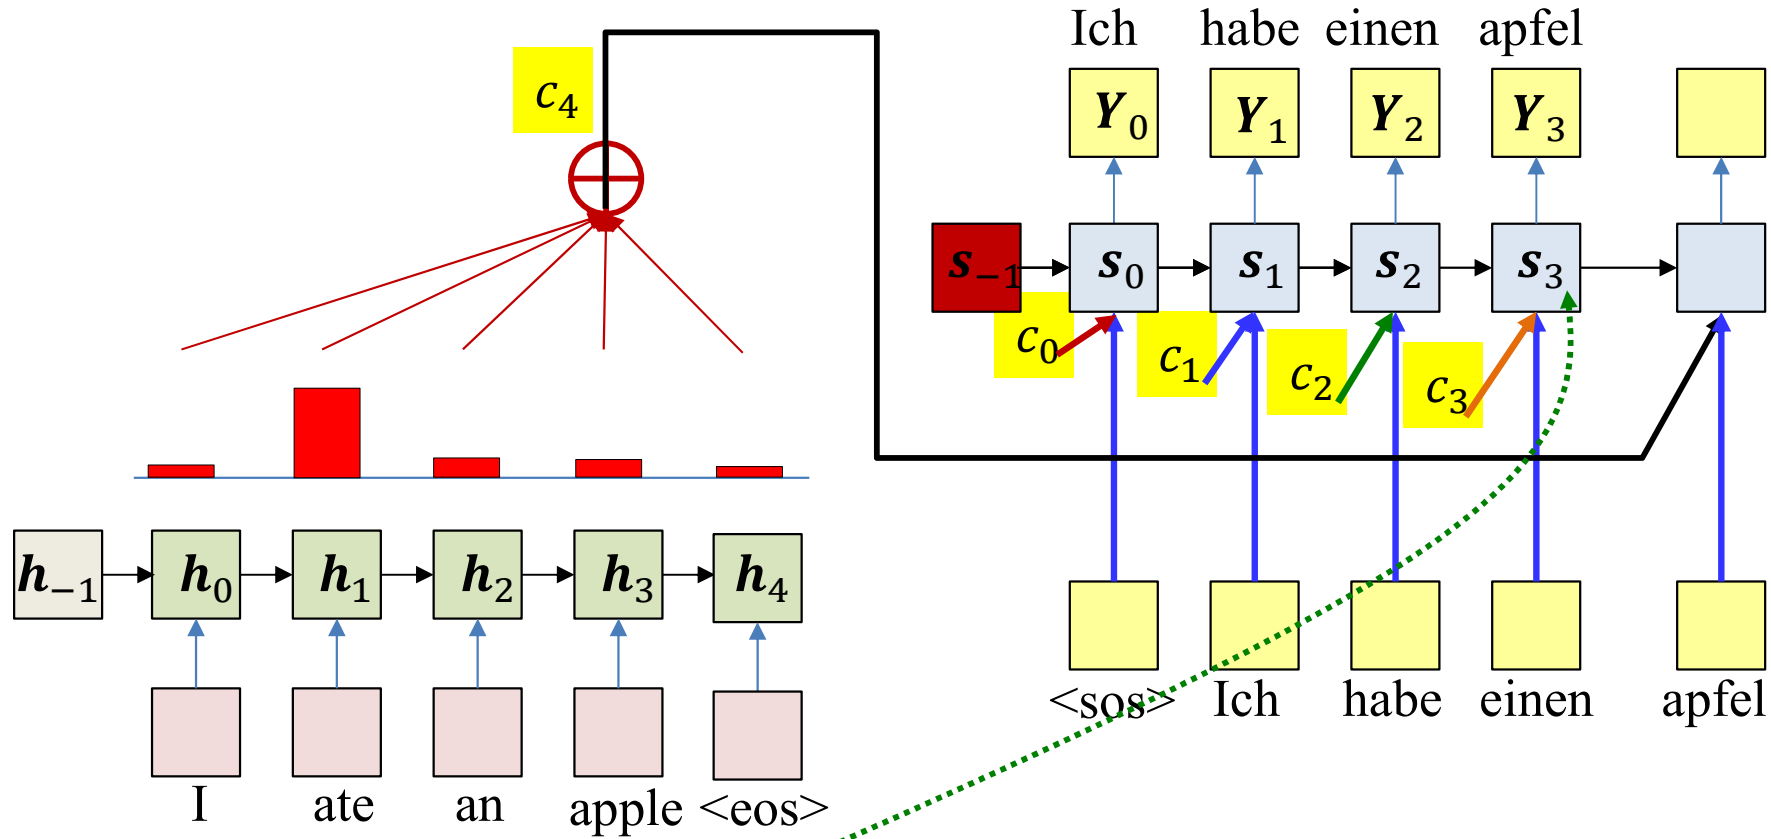 Ich habe einen apfel
c₄
Y₀ Y₁ Y₂ Y₃
s₋₁ s₀ s₁ s₂ s₃
c₀ c₁ c₂ c₃
h₋₁ h₀ h₁ h₂ h₃ h₄
<sos> Ich habe einen apfel
I ate an apple <eos>